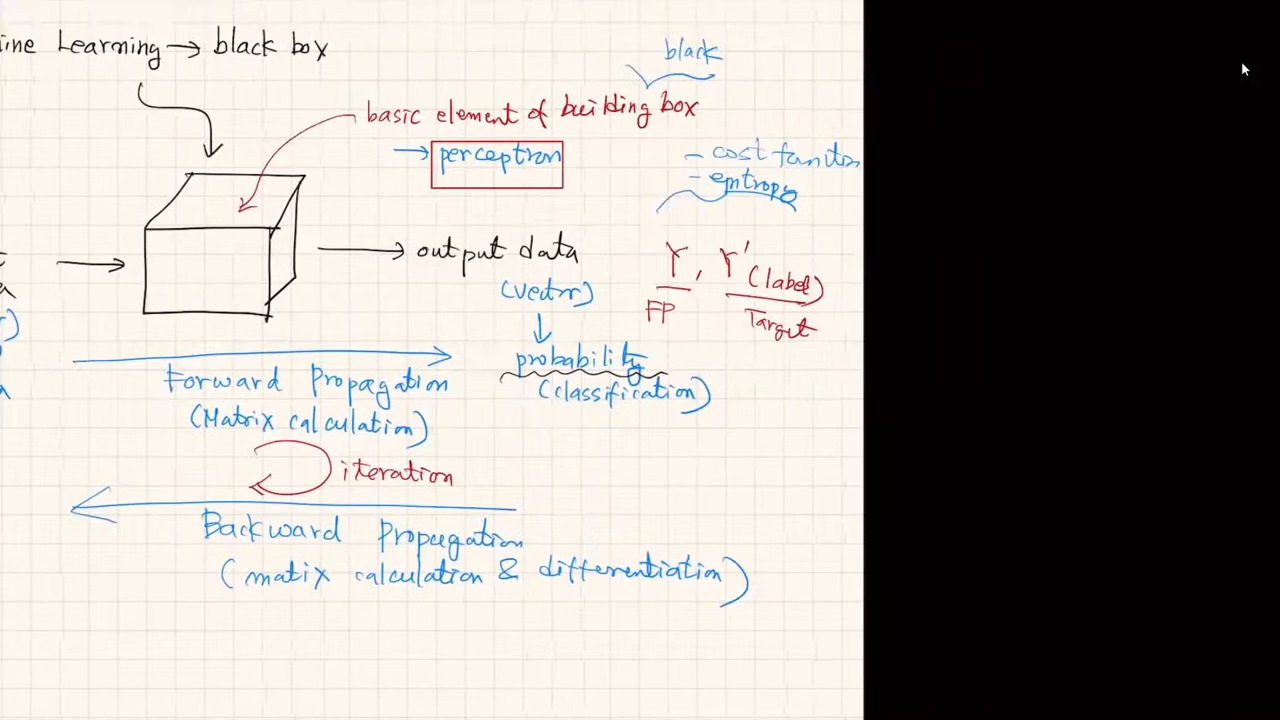 ine Learning → black box
black
basic element of building box
→ perceptron
- cost function
- entropy
output data
(vector)
Y, Y' (label)
FP
Target
probability
(classification)
Forward Propagation
(Matrix calculation)
iteration
Backward Propagation
(matix calculation & differentiation)